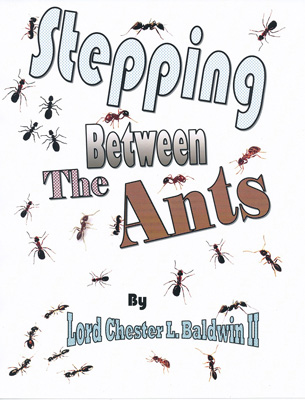 Stepping
Between
The Ants
By
Lord Chester L. Baldwin II